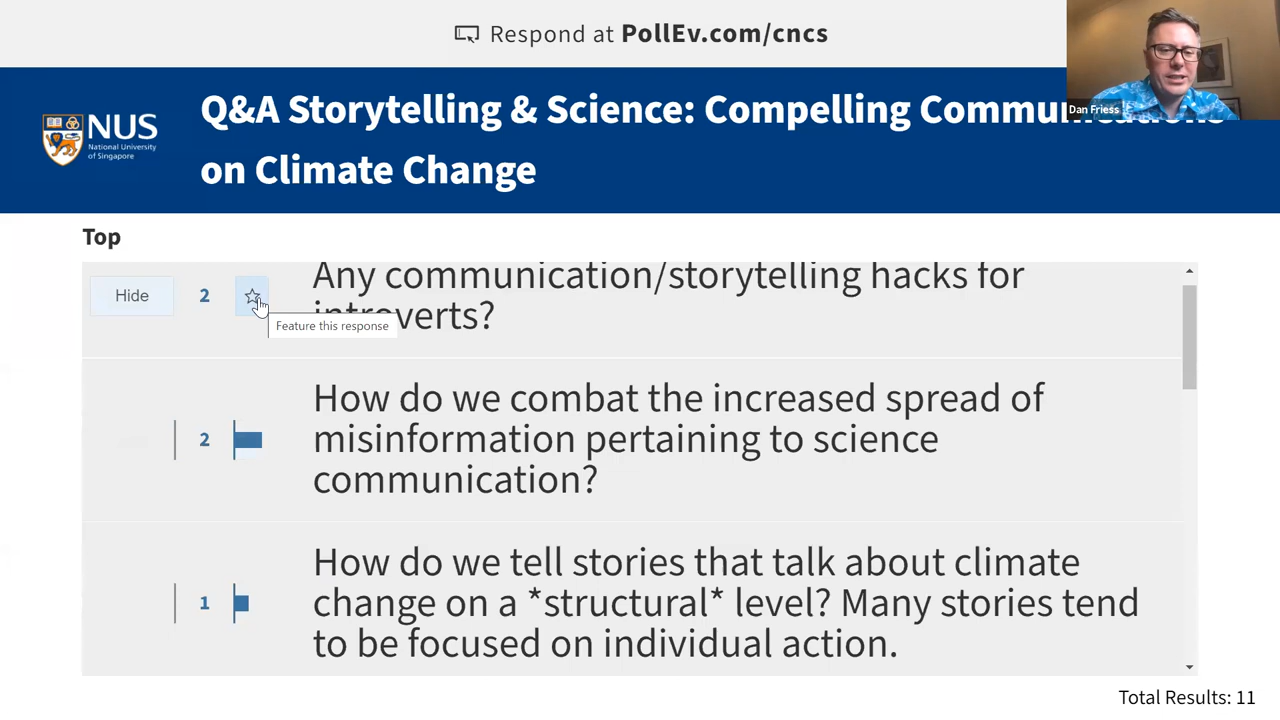 Respond at PollEv.com/cncs
Dan Friess
NUS
National University
of Singapore
Q&A Storytelling & Science: Compelling Communications
on Climate Change
Top
Hide
2
Any communication/storytelling hacks for
introverts?
Feature this response
2
How do we combat the increased spread of
misinformation pertaining to science
communication?
1
How do we tell stories that talk about climate
change on a *structural* level? Many stories tend
to be focused on individual action.
Total Results: 11